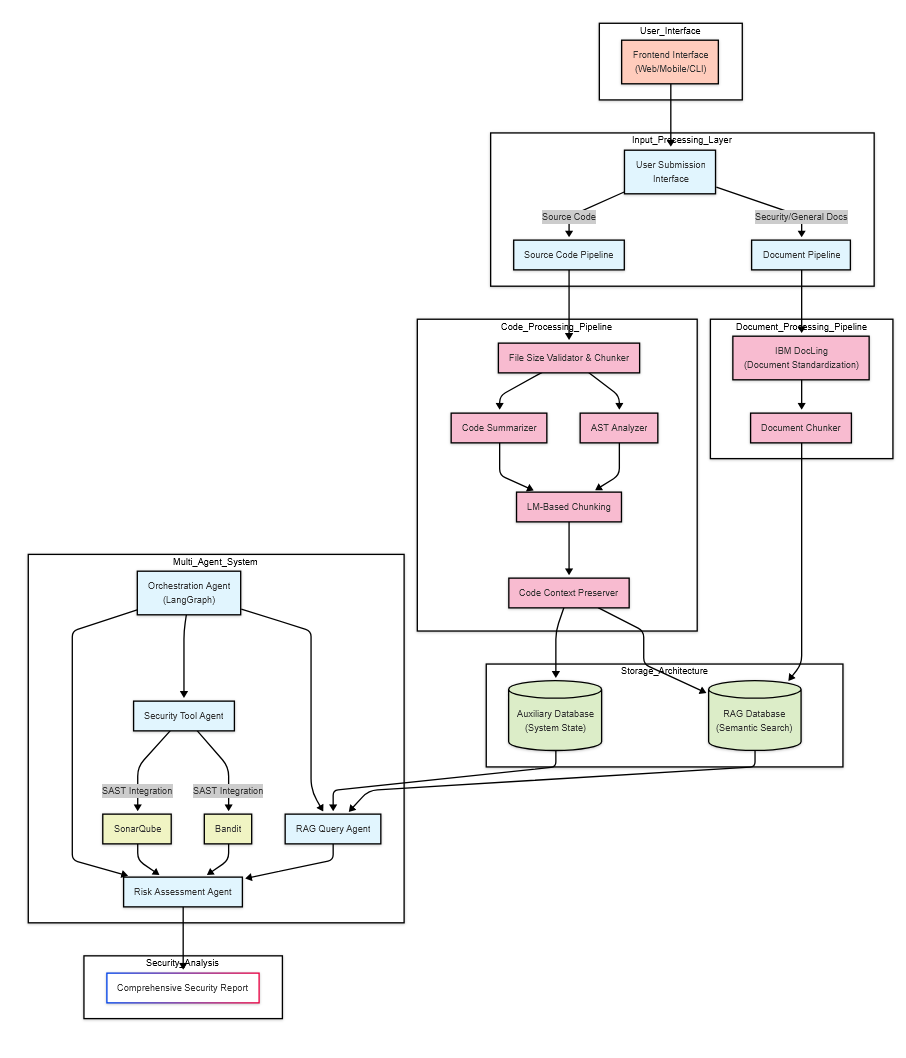 User_Interface
Frontend Interface
(Web/Mobile/CLI)
Input_Processing_Layer
User Submission
Interface
Source Code
Security/General Docs
Source Code Pipeline
Document Pipeline
Code_Processing_Pipeline
Document_Processing_Pipeline
File Size Validator & Chunker
IBM DocLing
(Document Standardization)
Code Summarizer
AST Analyzer
Document Chunker
LM-Based Chunking
Code Context Preserver
Multi_Agent_System
Orchestration Agent
(LangGraph)
Storage_Architecture
Auxiliary Database
(System State)
RAG Database
(Semantic Search)
Security Tool Agent
SAST Integration
SAST Integration
SonarQube
Bandit
RAG Query Agent
Risk Assessment Agent
Security_Analysis
Comprehensive Security Report